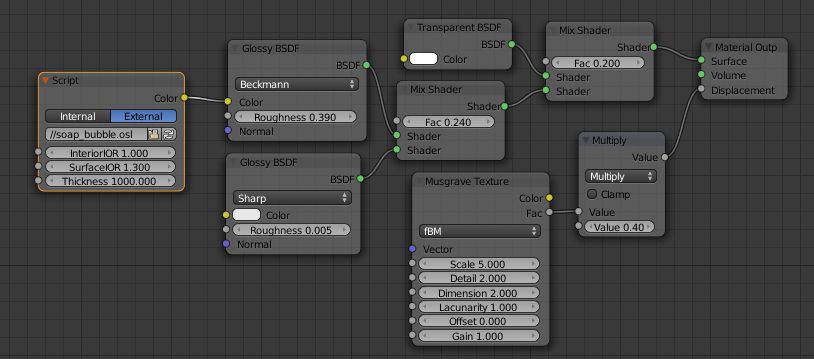 Script
Color
Internal External
//soap_bubble.osl
InteriorIOR 1.000
SurfaceIOR 1.300
Thickness 1000.000
Glossy BSDF
BSDF
Beckmann
Color
Roughness 0.390
Normal
Glossy BSDF
BSDF
Sharp
Color
Roughness 0.005
Normal
Transparent BSDF
BSDF
Color
Mix Shader
Shader
Fac 0.240
Shader
Shader
Musgrave Texture
Color
Fac
fBM
Vector
Scale 5.000
Detail 2.000
Dimension 2.000
Lacunarity 1.000
Offset 0.000
Gain 1.000
Mix Shader
Shader
Fac 0.200
Shader
Shader
Multiply
Value
Multiply
Clamp
Value
Value 0.40
Material Outp
Surface
Volume
Displacement